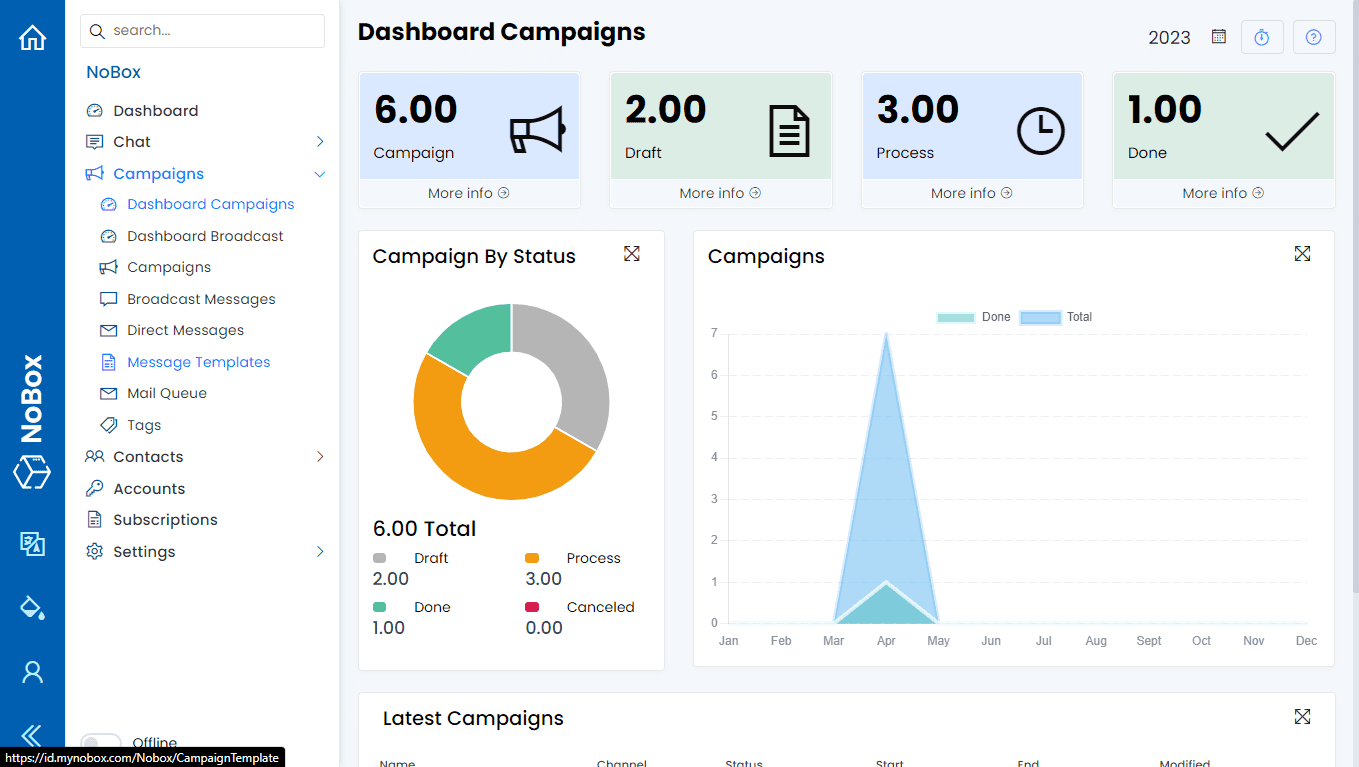 search...
NoBox
Dashboard
Chat
Campaigns
Dashboard Campaigns
Dashboard Broadcast
Campaigns
Broadcast Messages
Direct Messages
Message Templates
Mail Queue
Tags
Contacts
Accounts
Subscriptions
Settings
Offline
NoBox
https://id.mynobox.com/Nobox/CampaignTemplate
Dashboard Campaigns
2023
6.00
Campaign
More info
2.00
Draft
More info
3.00
Process
More info
1.00
Done
More info
Campaign By Status
6.00 Total
Draft Process
2.00 3.00
Done Canceled
1.00 0.00
Campaigns
Done Total
7
6
5
4
3
2
1
0
Jan Feb Mar Apr May Jun Jul Aug Sept Oct Nov Dec
Latest Campaigns
Name Channel Status Start End Modified